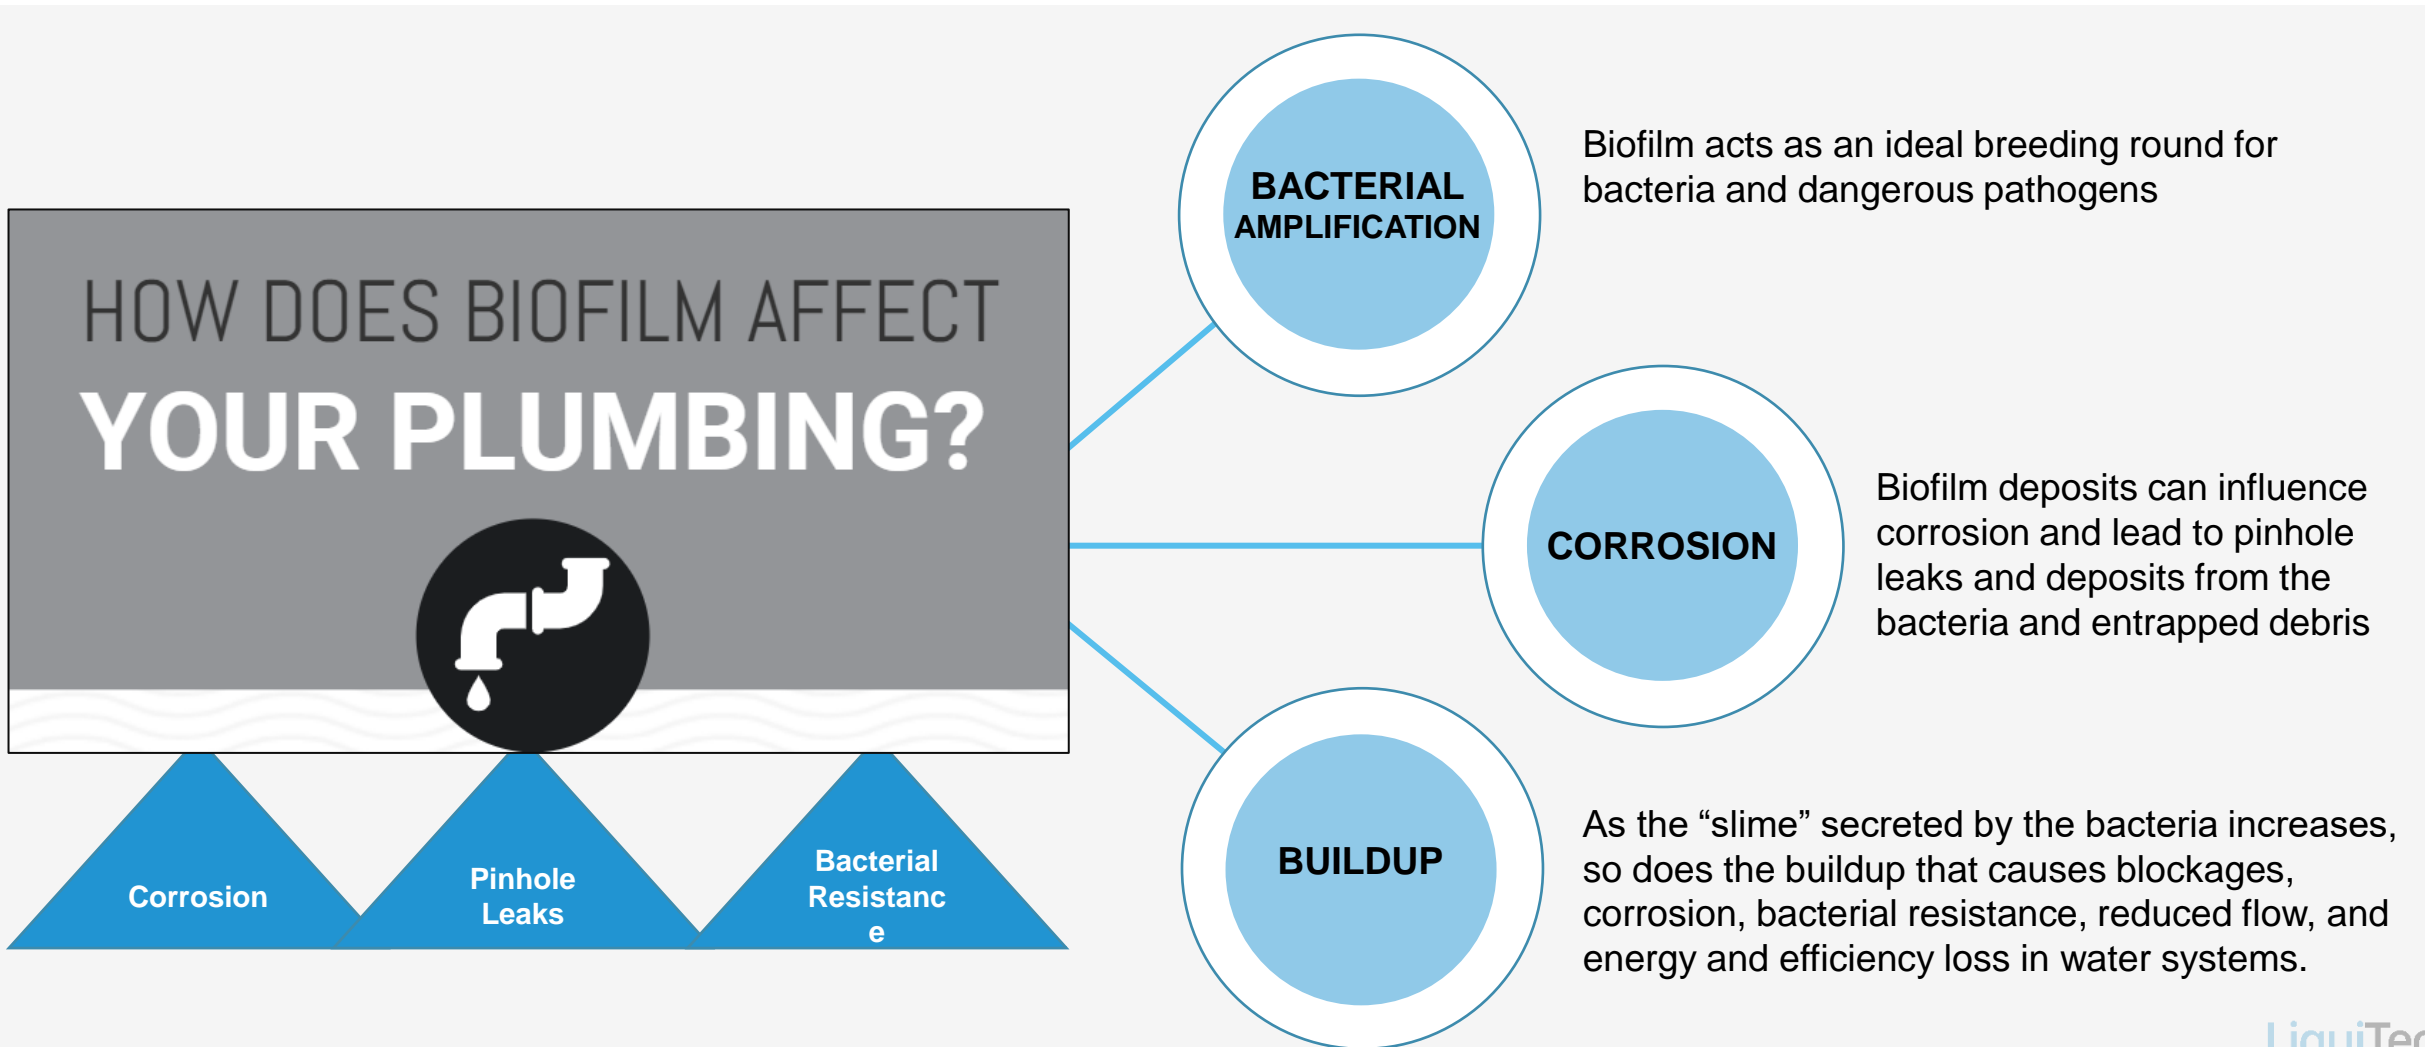 HOW DOES BIOFILM AFFECT
YOUR PLUMBING?
Corrosion
Pinhole
Leaks
Bacterial
Resistanc
e
BACTERIAL
AMPLIFICATION
Biofilm acts as an ideal breeding round for
bacteria and dangerous pathogens
CORROSION
Biofilm deposits can influence
corrosion and lead to pinhole
leaks and deposits from the
bacteria and entrapped debris
BUILDUP
As the “slime” secreted by the bacteria increases,
so does the buildup that causes blockages,
corrosion, bacterial resistance, reduced flow, and
energy and efficiency loss in water systems.
LiquiTec